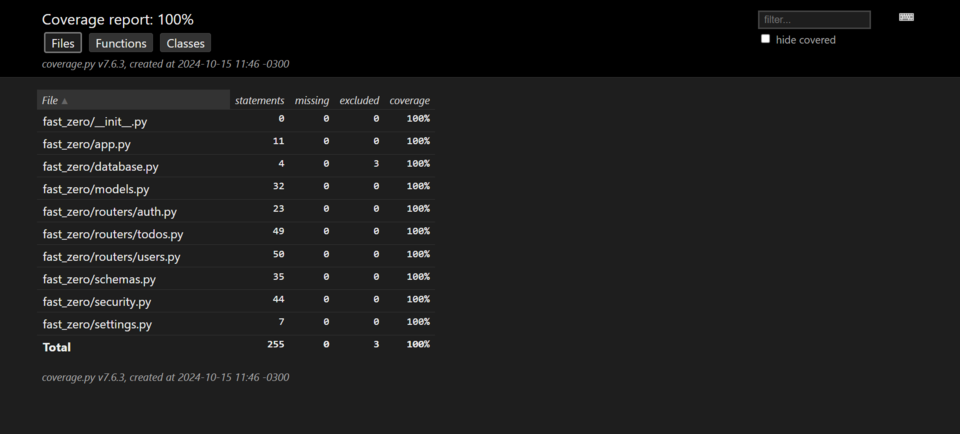 Coverage report: 100%
filter...
hide covered
Files Functions Classes
coverage.py v7.6.3, created at 2024-10-15 11:46 -0300
File ▲ statements missing excluded coverage
fast_zero/__init__.py 0 0 0 100%
fast_zero/app.py 11 0 0 100%
fast_zero/database.py 4 0 3 100%
fast_zero/models.py 32 0 0 100%
fast_zero/routers/auth.py 23 0 0 100%
fast_zero/routers/todos.py 49 0 0 100%
fast_zero/routers/users.py 50 0 0 100%
fast_zero/schemas.py 35 0 0 100%
fast_zero/security.py 44 0 0 100%
fast_zero/settings.py 7 0 0 100%
Total 255 0 3 100%
coverage.py v7.6.3, created at 2024-10-15 11:46 -0300